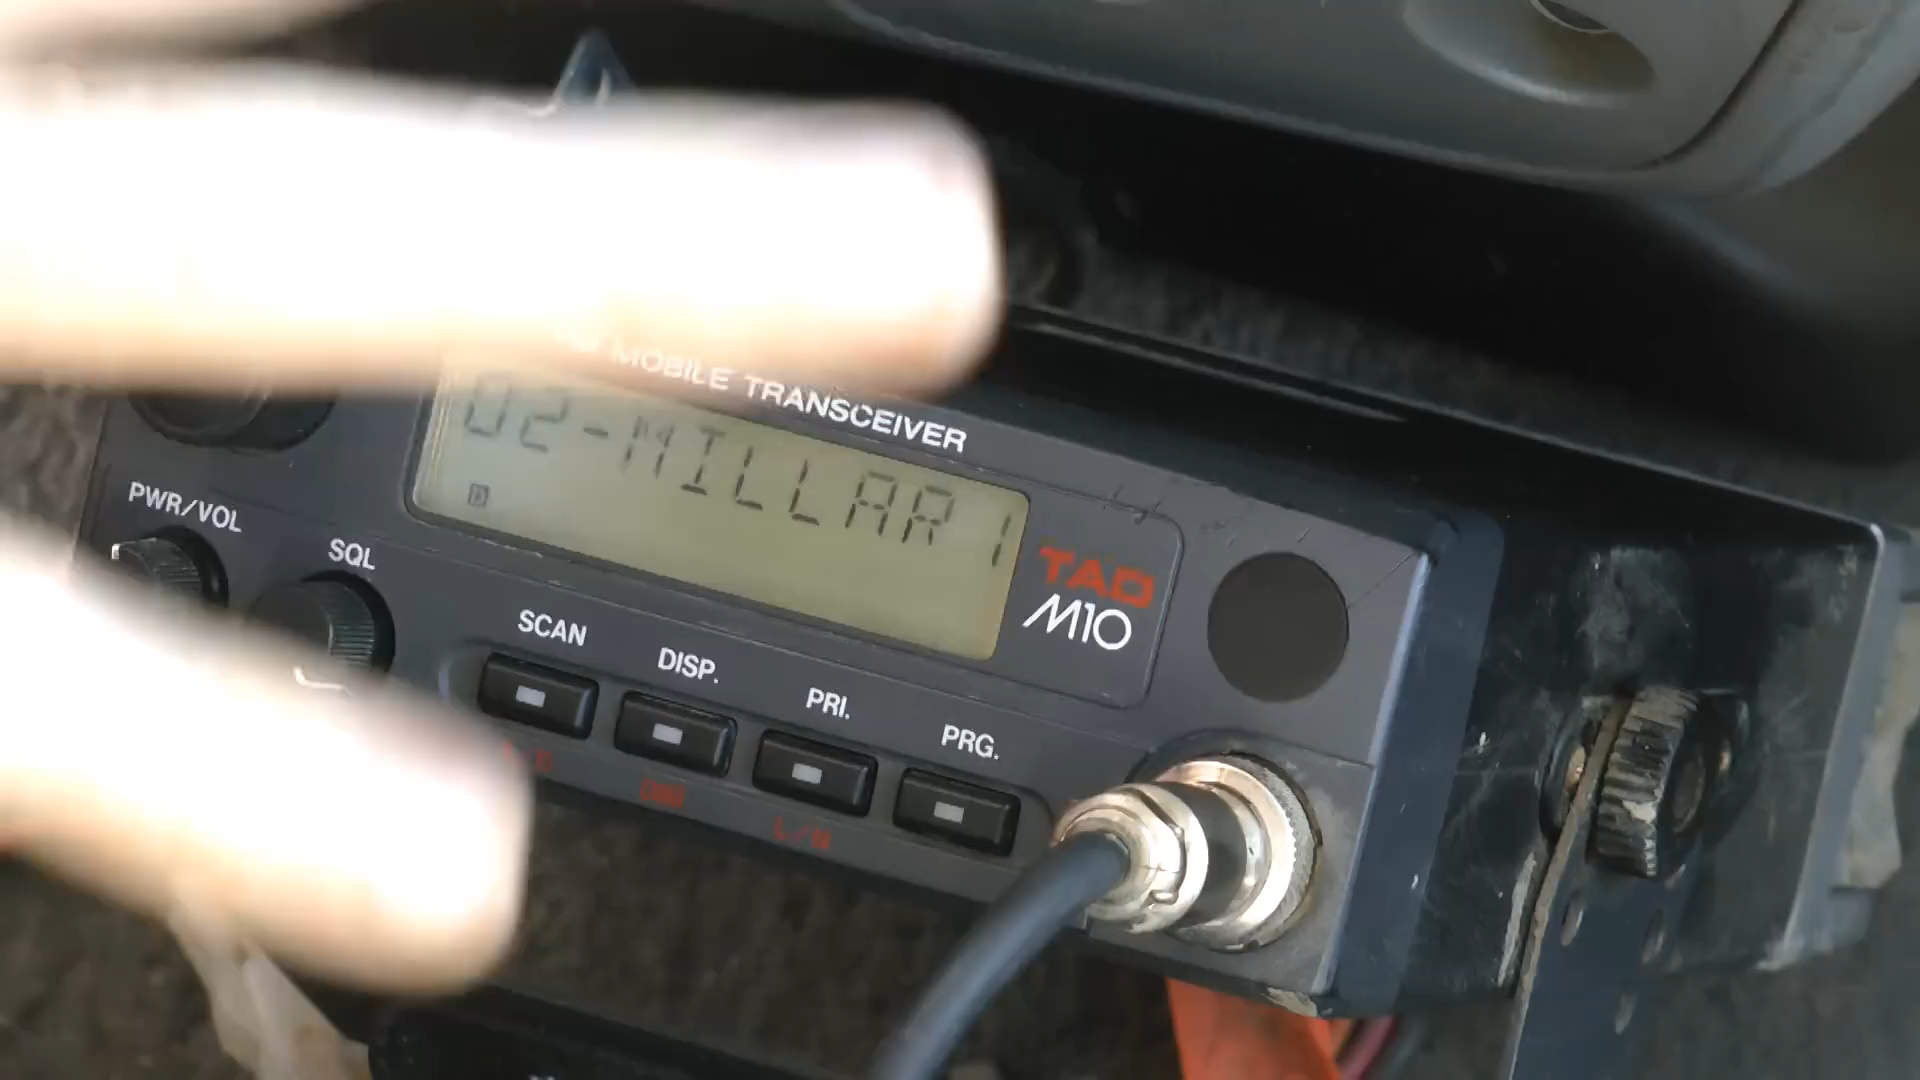 MOBILE TRANSCEIVER
02-MILLAR 1
D
PWR/VOL
SQL
TAD
M10
SCAN
DISP.
PRI.
PRG.
L/M